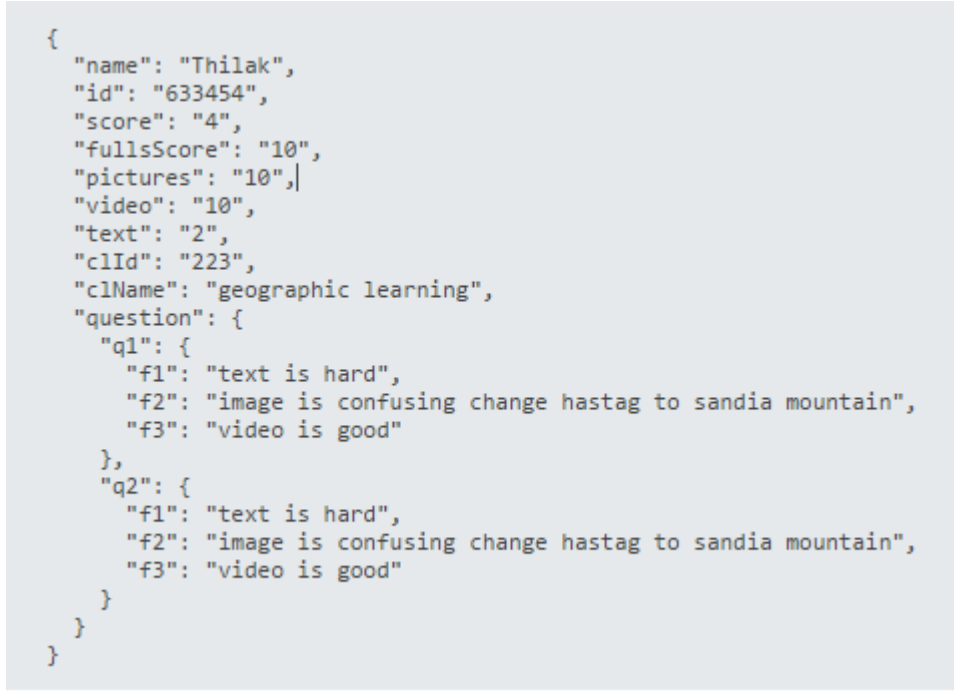 {
  "name": "Thilak",
  "id": "633454",
  "score": "4",
  "fullsScore": "10",
  "pictures": "10",
  "video": "10",
  "text": "2",
  "clId": "223",
  "clName": "geographic learning",
  "question": {
    "q1": {
      "f1": "text is hard",
      "f2": "image is confusing change hastag to sandia mountain",
      "f3": "video is good"
    },
    "q2": {
      "f1": "text is hard",
      "f2": "image is confusing change hastag to sandia mountain",
      "f3": "video is good"
    }
  }
}